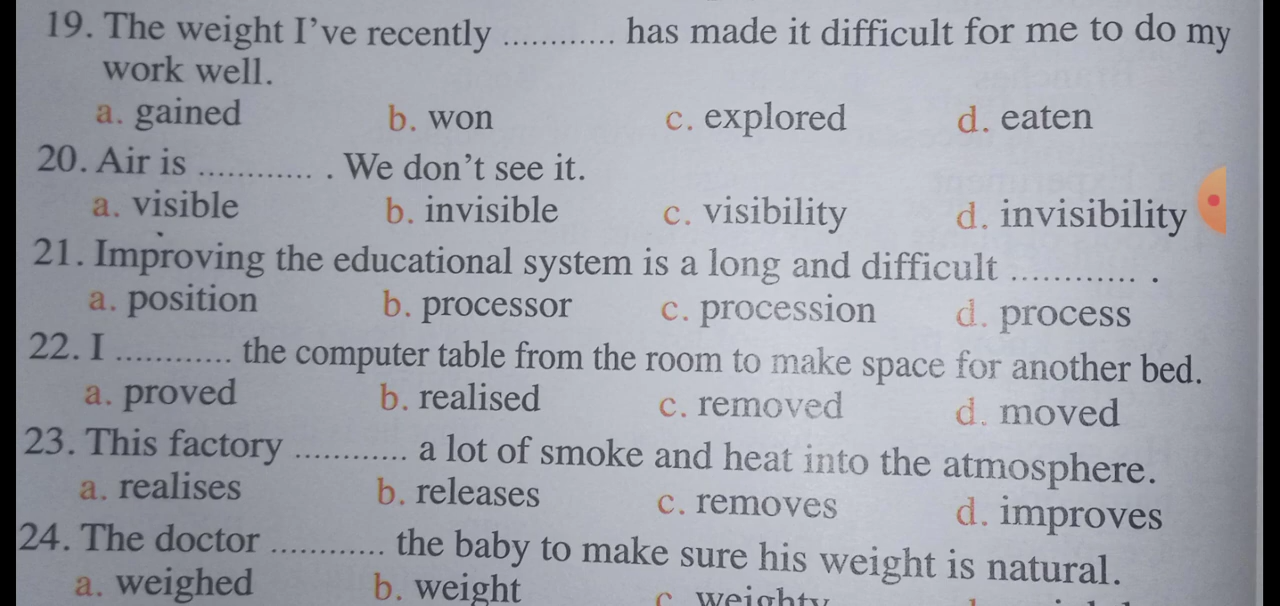 19. The weight I've recently ............ has made it difficult for me to do my
work well.
a. gained b. won c. explored d. eaten
20. Air is ............ . We don't see it.
a. visible b. invisible c. visibility d. invisibility
21. Improving the educational system is a long and difficult ............ .
a. position b. processor c. procession d. process
22. I ............ the computer table from the room to make space for another bed.
a. proved b. realised c. removed d. moved
23. This factory ............ a lot of smoke and heat into the atmosphere.
a. realises b. releases c. removes d. improves
24. The doctor ............ the baby to make sure his weight is natural.
a. weighed b. weight c. weighty